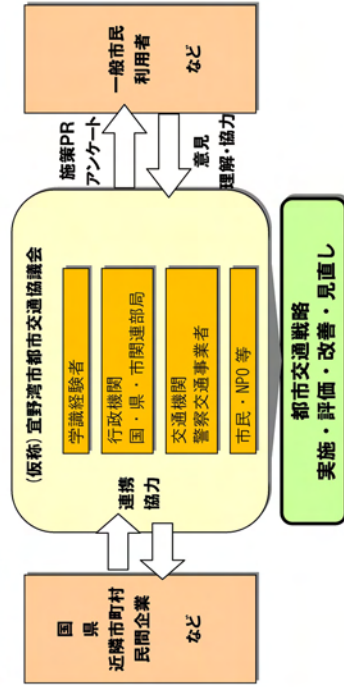 (仮称)宜野湾市都市交通協議会
国
県
近隣市町村
民間企業
など
連携
協力
学識経験者
行政機関
国・県・市関連部局
交通機関
警察交通事業者
市民・NPO 等
施策PR
アンケート
意見
理解・協力
一般市民
利用者
など
都市交通戦略
実施・評価・改善・見直し